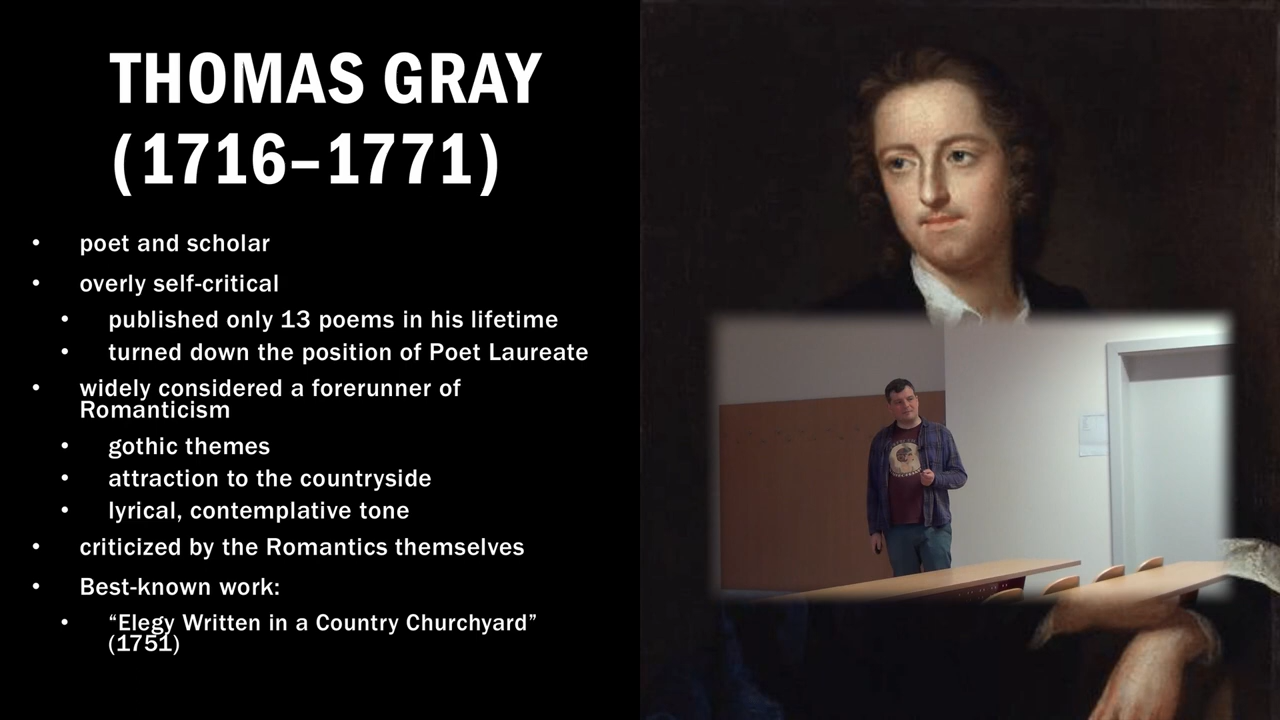 THOMAS GRAY
(1716–1771)
• poet and scholar
• overly self-critical
• published only 13 poems in his lifetime
• turned down the position of Poet Laureate
• widely considered a forerunner of
Romanticism
• gothic themes
• attraction to the countryside
• lyrical, contemplative tone
• criticized by the Romantics themselves
• Best-known work:
• “Elegy Written in a Country Churchyard”
(1751)